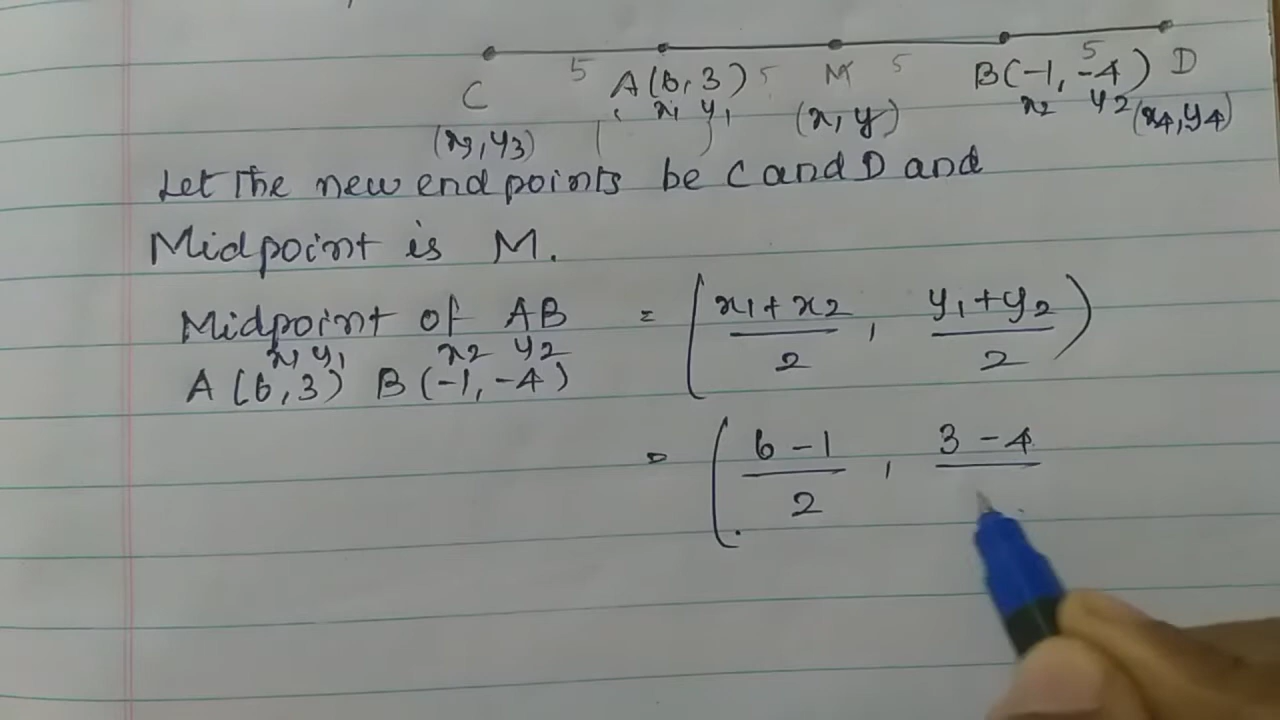 C 5 A(6, 3) 5 M 5 B(-1, -4) 5 D
(x3, y3) x1 y1 (x, y) x2 y2 (x4, y4)
Let The new end points be C and D and
Midpoint is M.
Midpoint of AB = (x1 + x2 / 2, y1 + y2 / 2)
x1 y1 x2 y2
A (6, 3) B (-1, -4)
= (6 - 1 / 2, 3 - 4